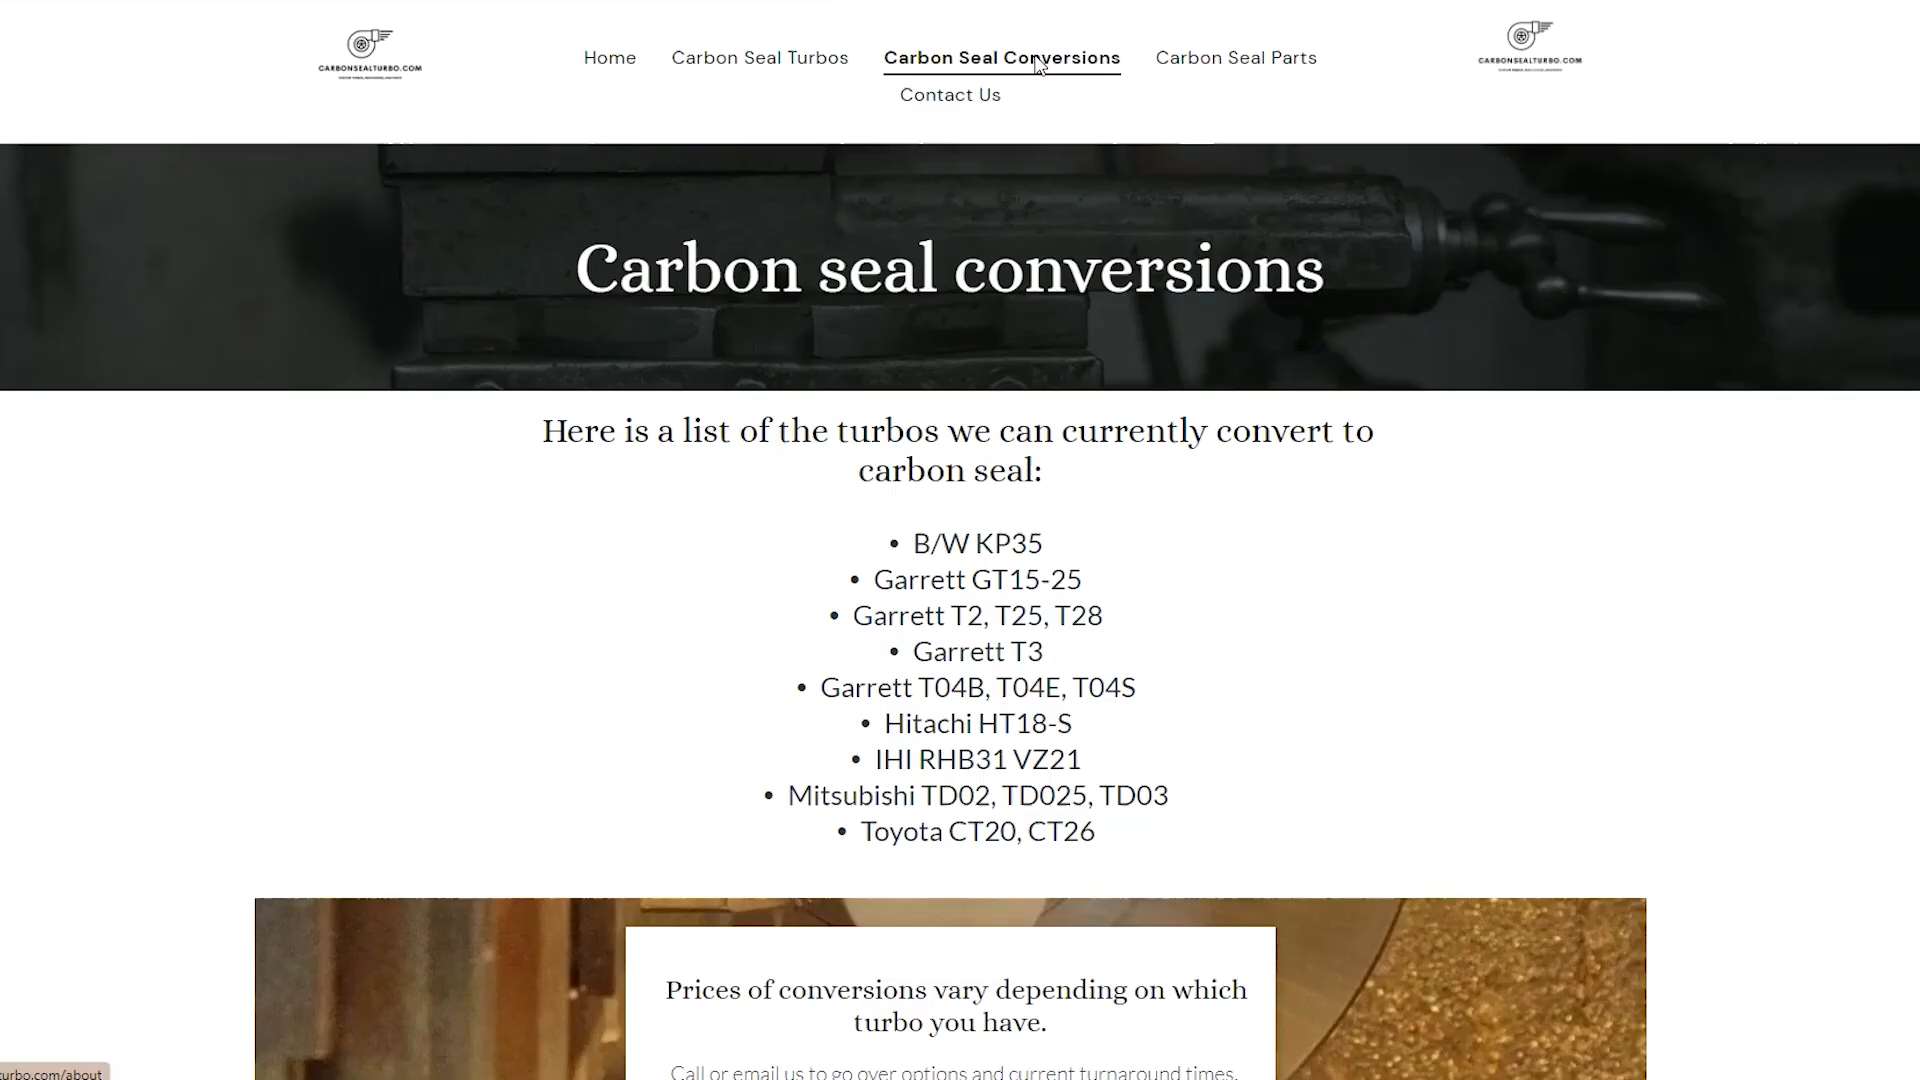 CARBONSEALTURBO.COM
Home
Carbon Seal Turbos
Carbon Seal Conversions
Carbon Seal Parts
Contact Us
CARBONSEALTURBO.COM
Carbon seal conversions
Here is a list of the turbos we can currently convert to
carbon seal:
• B/W KP35
• Garrett GT15-25
• Garrett T2, T25, T28
• Garrett T3
• Garrett T04B, T04E, T04S
• Hitachi HT18-S
• IHI RHB31 VZ21
• Mitsubishi TD02, TD025, TD03
• Toyota CT20, CT26
Prices of conversions vary depending on which
turbo you have.
Call or email us to go over options and current turnaround times.
turbo.com/about